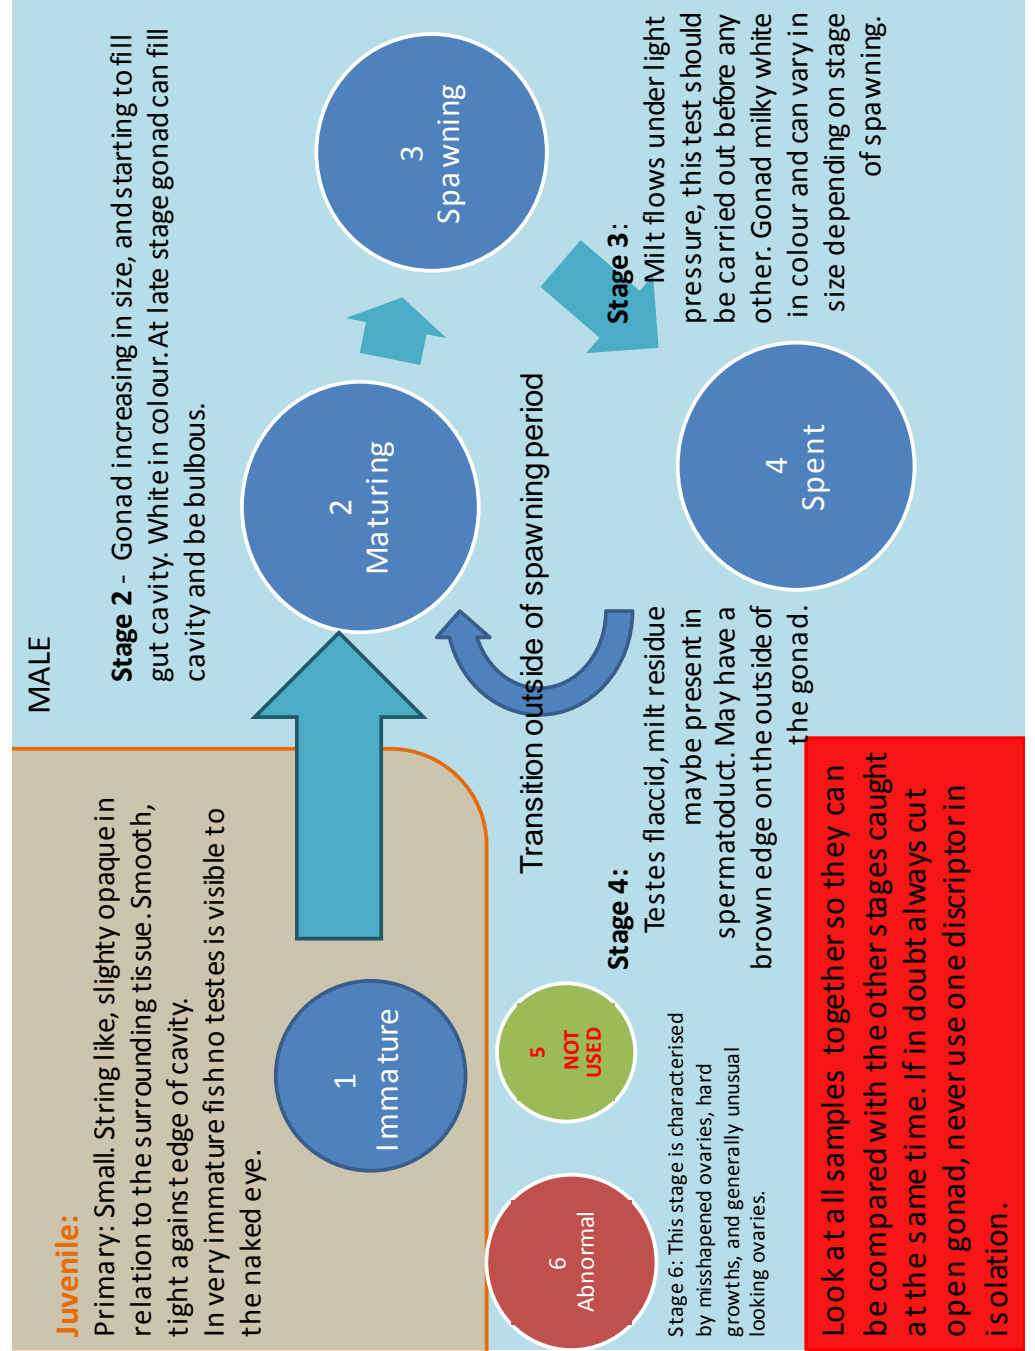 MALE
Juvenile:
Primary: Small. String like, slighty opaque in
relation to the surrounding tissue. Smooth,
tight against edge of cavity.
In very immature fish no testes is visible to
the naked eye.
1
Immature
Stage 2 - Gonad increasing in size, and starting to fill
gut cavity. White in colour. At late stage gonad can fill
cavity and be bulbous.
2
Maturing
3
Spawning
Transition outside of spawning period
Stage 3:
Milt flows under light
pressure, this test should
be carried out before any
other. Gonad milky white
in colour and can vary in
size depending on stage
of spawning.
4
Spent
Stage 4:
Testes flaccid, milt residue
maybe present in
spermatoduct. May have a
brown edge on the outside of
the gonad.
5
NOT
USED
6
Abnormal
Stage 6: This stage is characterised
by misshapened ovaries, hard
growths, and generally unusual
looking ovaries.
Look at all samples together so they can
be compared with the other stages caught
at the same time. If in doubt always cut
open gonad, never use one discriptor in
isolation.